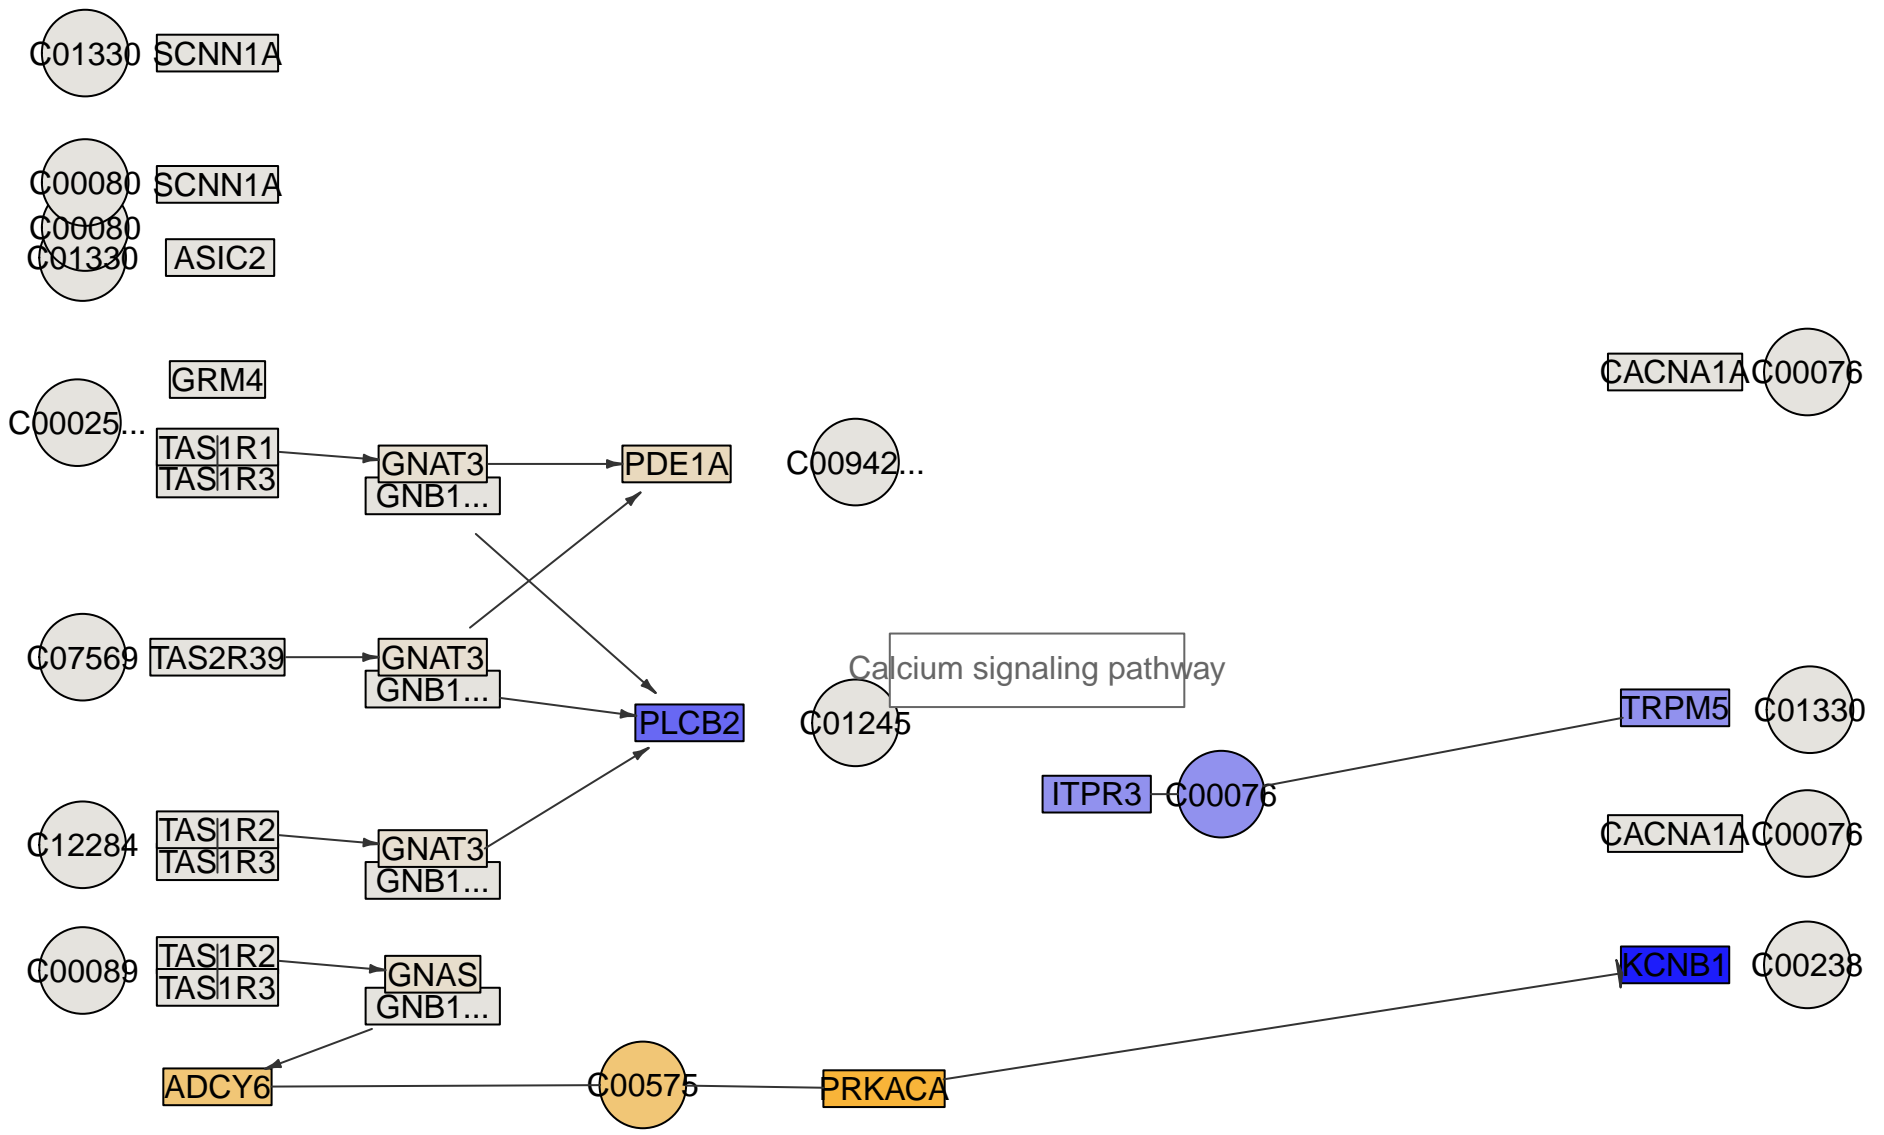 C01330 SCNN1A
C00080 SCNN1A
C00080
C01330 ASIC2
GRM4
CACNA1A C00076
C00025...
TAS1R1
GNAT3 PDE1A C00942...
TAS1R3
GNB1...
C07569 TAS2R39 GNAT3
Calcium signaling pathway
GNB1...
TRPM5 C01330
PLCB2 C01245
ITPR3 C00076
TAS1R2
CACNA1A C00076
C12284
GNAT3
TAS1R3
GNB1...
TAS1R2
KCNB1 C00238
C00089
GNAS
TAS1R3
GNB1...
ADCY6 C00575 PRKACA